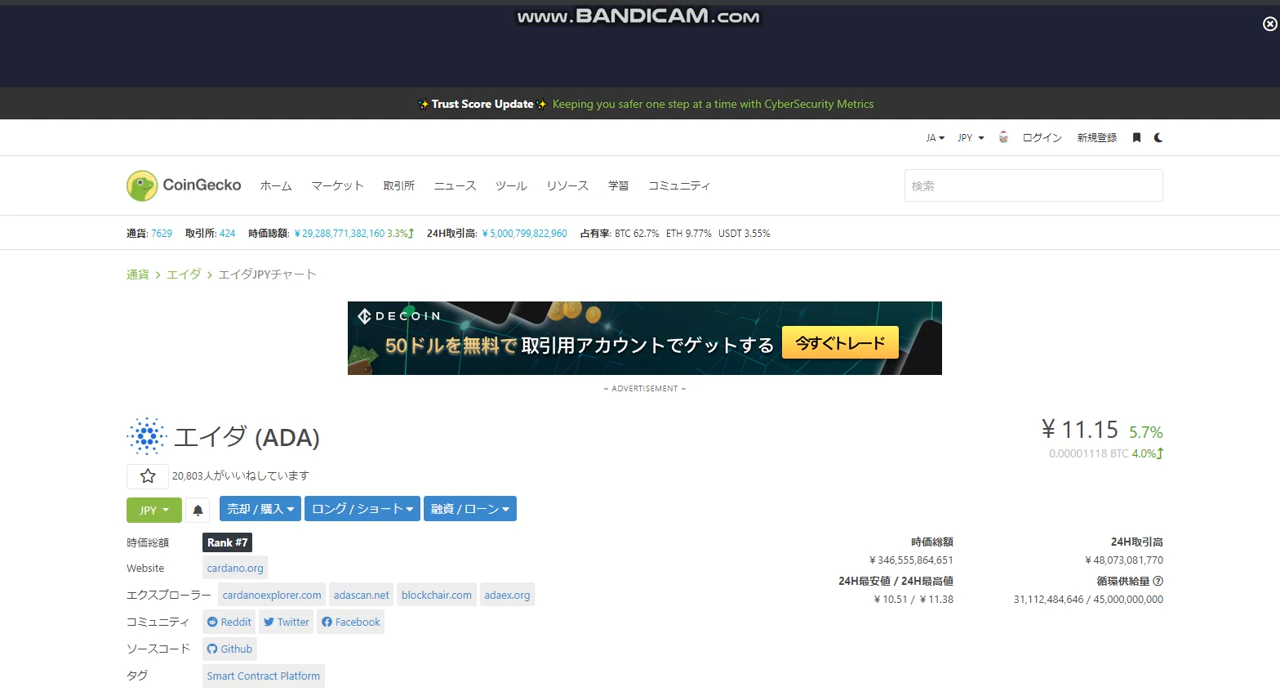 www.BANDICAM.com
✨Trust Score Update✨ Keeping you safer one step at a time with CyberSecurity Metrics
JA JPY ログイン 新規登録
CoinGecko ホーム マーケット 取引所 ニュース ツール リソース 学習 コミュニティ 検索
通貨: 7629 取引所: 424 時価総額: ¥29,288,771,382,160 3.3% 24H取引高: ¥5,000,799,822,960 占有率: BTC 62.7% ETH 9.77% USDT 3.55%
通貨 > エイダ > エイダJPYチャート
DECOIN
50ドルを無料で 取引用アカウントでゲットする 今すぐトレード
~ ADVERTISEMENT ~
エイダ (ADA)
¥ 11.15 5.7%
0.00001118 BTC 4.0%
20,803人がいいねしています
JPY 売却 / 購入 ロング / ショート 融資 / ローン
時価総額 Rank #7
Website cardano.org
エクスプローラー cardanoexplorer.com adascan.net blockchair.com adaex.org
コミュニティ Reddit Twitter Facebook
ソースコード Github
タグ Smart Contract Platform
時価総額
¥346,555,864,651
24H最安値 / 24H最高値
¥10.51 / ¥11.38
24H取引高
¥48,073,081,770
循環供給量
31,112,484,646 / 45,000,000,000